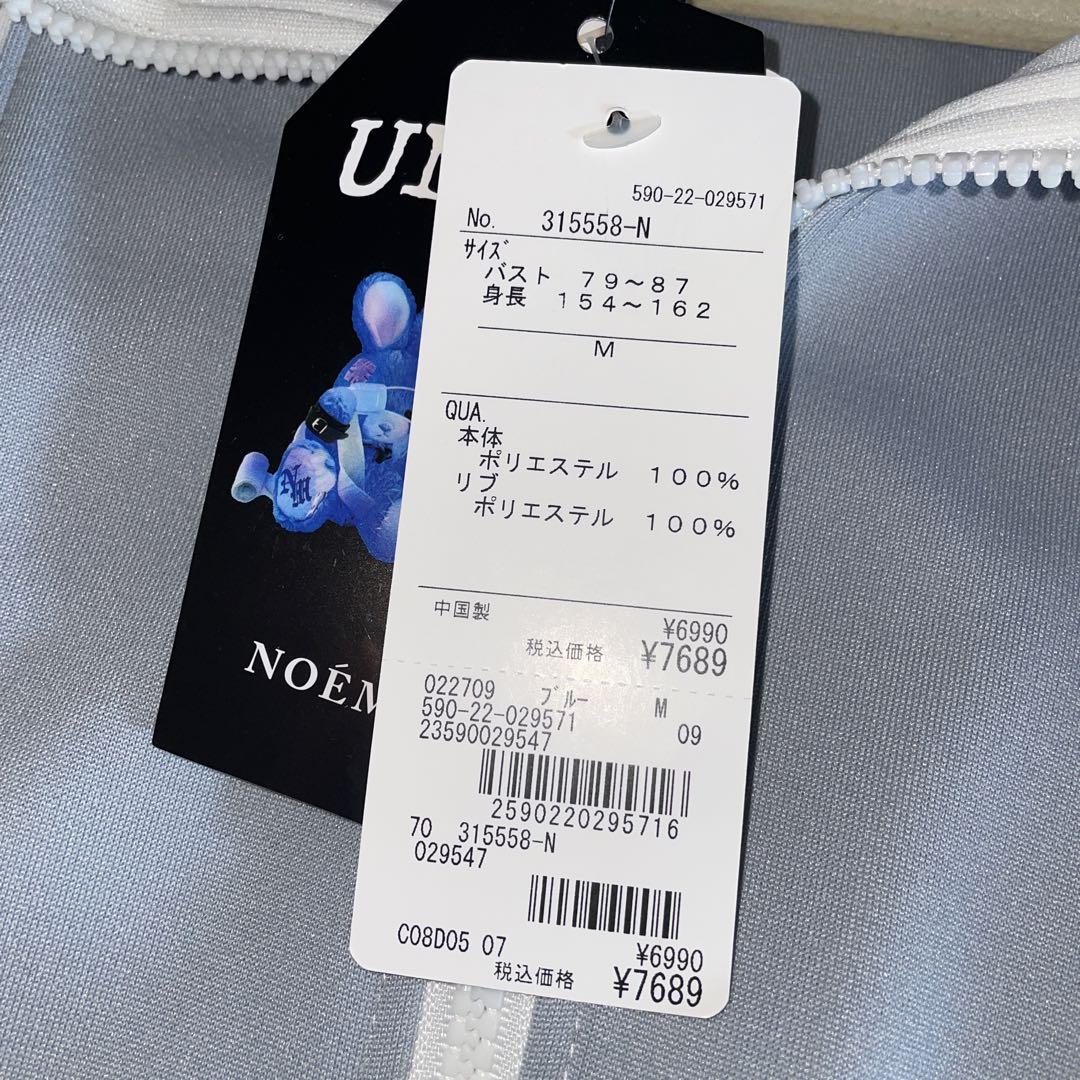 590-22-029571
No. 315558-N
サイズ
バスト 79~87
身長 154~162
M
QUA.
本体
ポリエステル 100%
リブ
ポリエステル 100%
中国製
¥6990
税込価格 ¥7689
022709 ブルー M
590-22-029571 09
23590029547
2590220295716
70 315558-N
029547
C08D05 07
¥6990
税込価格 ¥7689